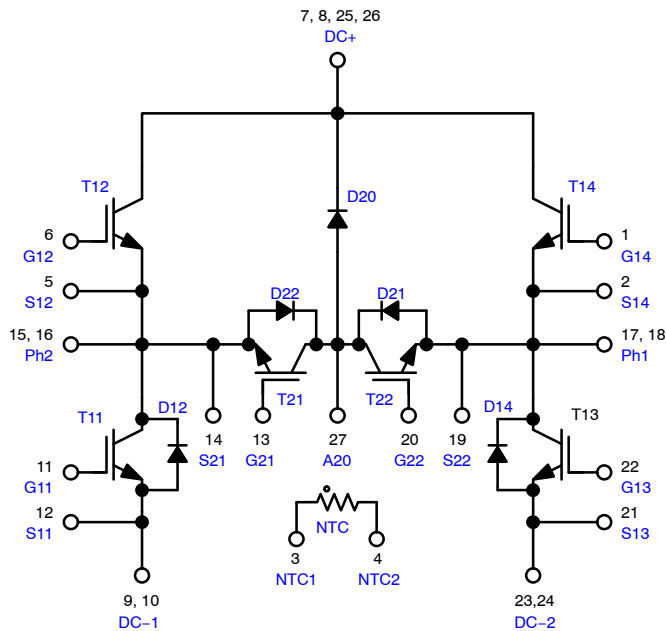 7, 8, 25, 26
DC+
T12
T14
D20
6
G12
1
G14
5
S12
2
S14
D22
D21
15, 16
Ph2
17, 18
Ph1
T11
D12
T21
T22
D14
T13
14
S21
13
G21
27
A20
20
G22
19
S22
11
G11
22
G13
12
S11
NTC
21
S13
3
NTC1
4
NTC2
9, 10
DC−1
23,24
DC−2